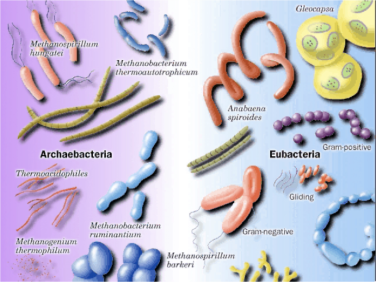 Gleocapsa
Methanospirillum
hungatei
Methanobacterium
thermoautotrophicum
Anabaena
spiroides
Gram-positive
Archaebacteria
Eubacteria
Thermoacidophiles
Gliding
Methanobacterium
ruminantium
Gram-negative
Methanogenium
thermophilum
Methanospirillum
barkeri